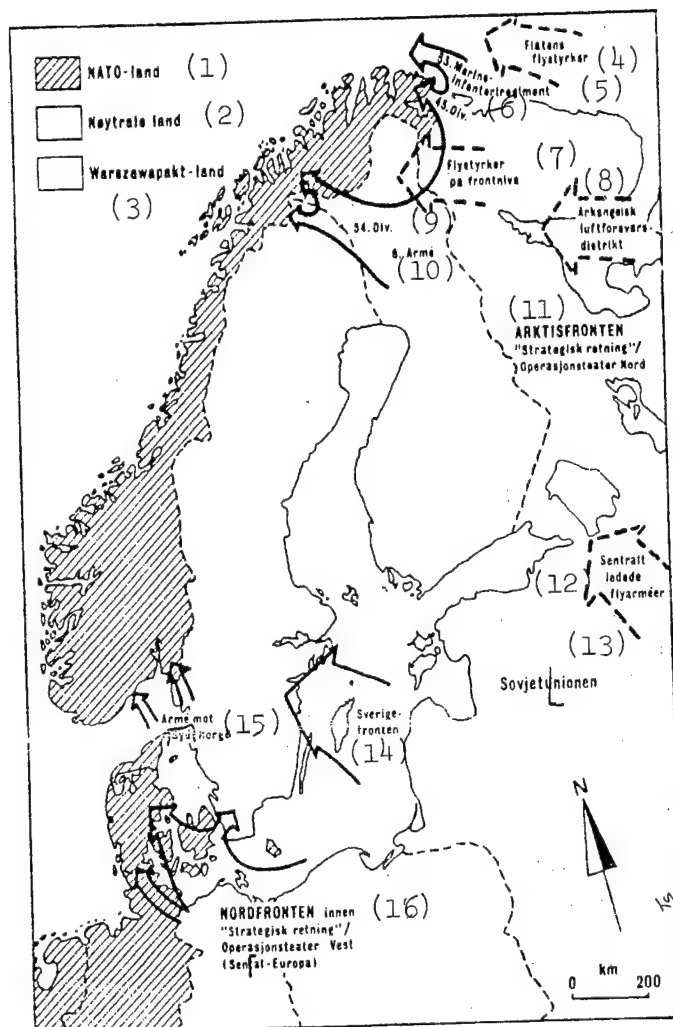 NATO-land (1)
Nøytrale land (2)
Warszawapakt-land
(3)
Flåtens
flystyrker (4)
(5)
63. Marine-
infanteriregiment
45. Div. (6)
Flystyrker
på frontnivå
(7)
(8)
Arkangelsk
luftforsvars-
distrikt
(9)
54. Div.
6. Armé
(10)
(11)
ARKTISFRONTEN
"Strategisk retning"/
Operasjonsteater Nord
(12)
Sentralt
ledede
flyarméer
(13)
Sovjetunionen
Armé mot
Syd-Norge
(15)
Sverige-
fronten
(14)
N
NORDFRONTEN innen
"Strategisk retning"/
Operasjonsteater Vest
(Sentral-Europa)
(16)
km
0 200